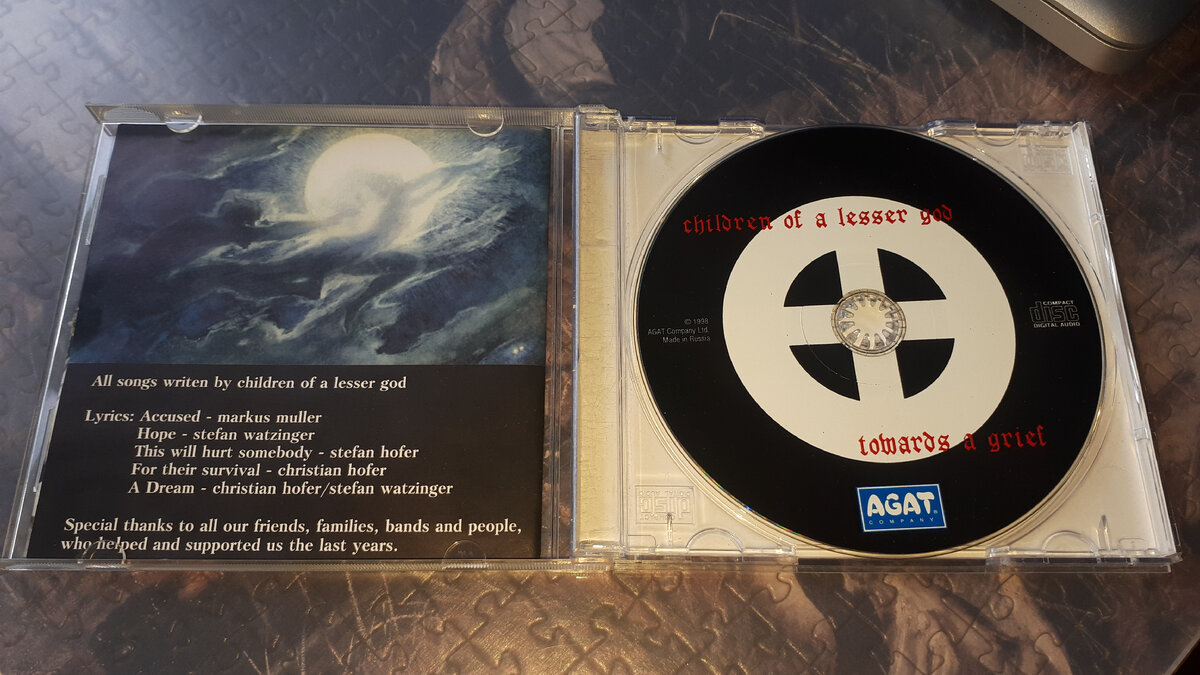 All songs writen by children of a lesser god
Lyrics: Accused - markus muller
Hope - stefan watzinger
This will hurt somebody - stefan hofer
For their survival - christian hofer
A Dream - christian hofer/stefan watzinger
Special thanks to all our friends, families, bands and people,
who helped and supported us the last years.
children of a lesser god
© 1998
AGAT Company Ltd.
Made in Russia
COMPACT
disc
DIGITAL AUDIO
towards a grief
AGAT®
COMPANY